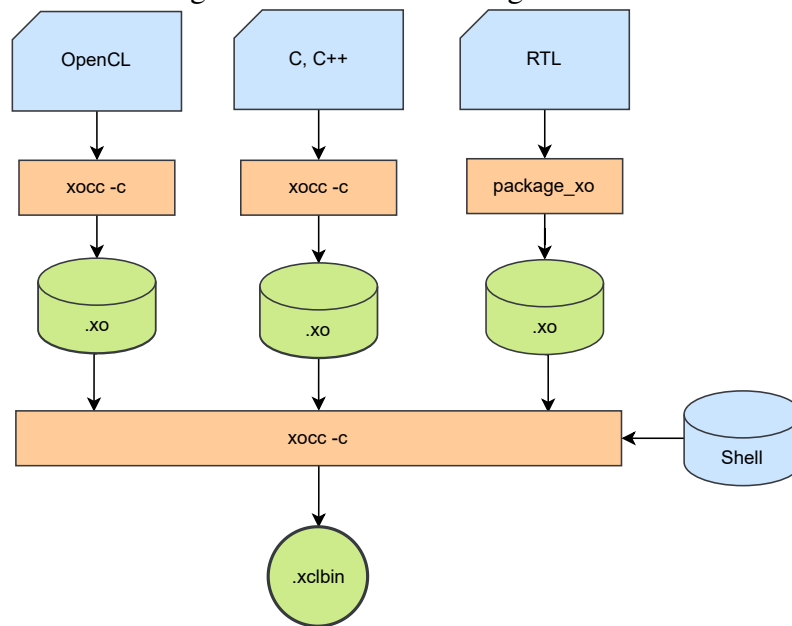 OpenCL
C, C++
RTL
xocc -c
xocc -c
package_xo
.xo
.xo
.xo
xocc -c
Shell
.xclbin